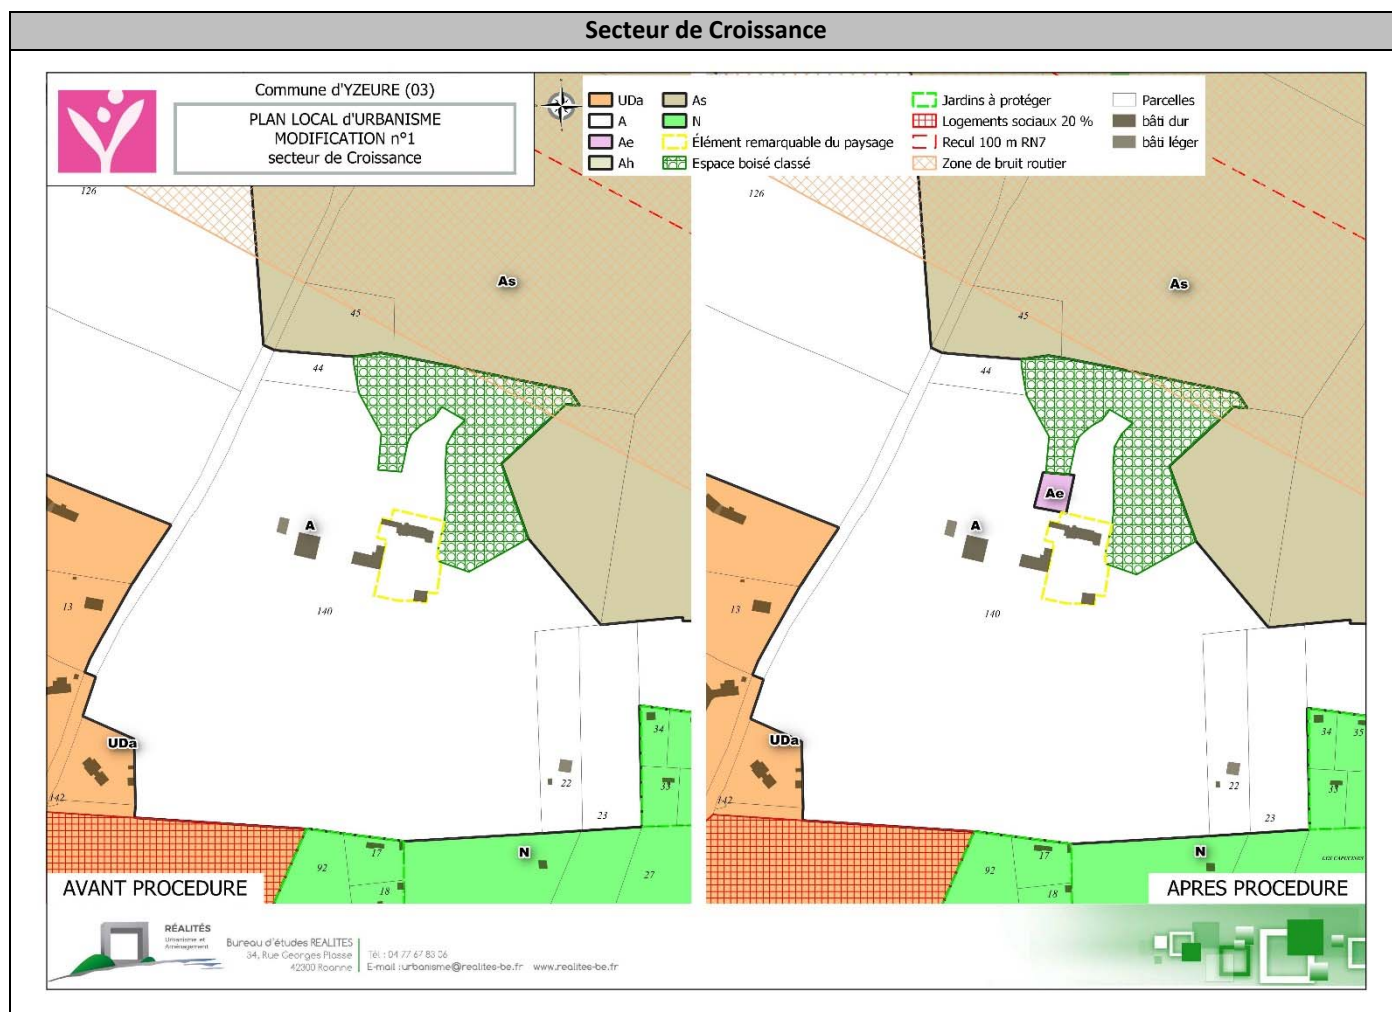 Secteur de Croissance
Commune d'YZEURE (03)
PLAN LOCAL d'URBANISME
MODIFICATION n°1
secteur de Croissance
UDa
A
Ae
Ah
As
N
Élément remarquable du paysage
Espace boisé classé
Jardins à protéger
Logements sociaux 20 %
Recul 100 m RN7
Zone de bruit routier
Parcelles
bâti dur
bâti léger
126
As
45
44
A
140
13
UDa
142
34
33
22
23
N
92
17
18
27
AVANT PROCEDURE
126
As
45
44
Ae
A
140
13
UDa
142
34
35
33
22
23
N
92
17
18
LES CAPUCINES
APRES PROCEDURE
RÉALITÉS
Urbanisme et
Aménagement
Bureau d'études REALITES
34, Rue Georges Plasse
42300 Roanne
Tél. : 04 77 67 83 06
E-mail : urbanisme@realites-be.fr www.realites-be.fr